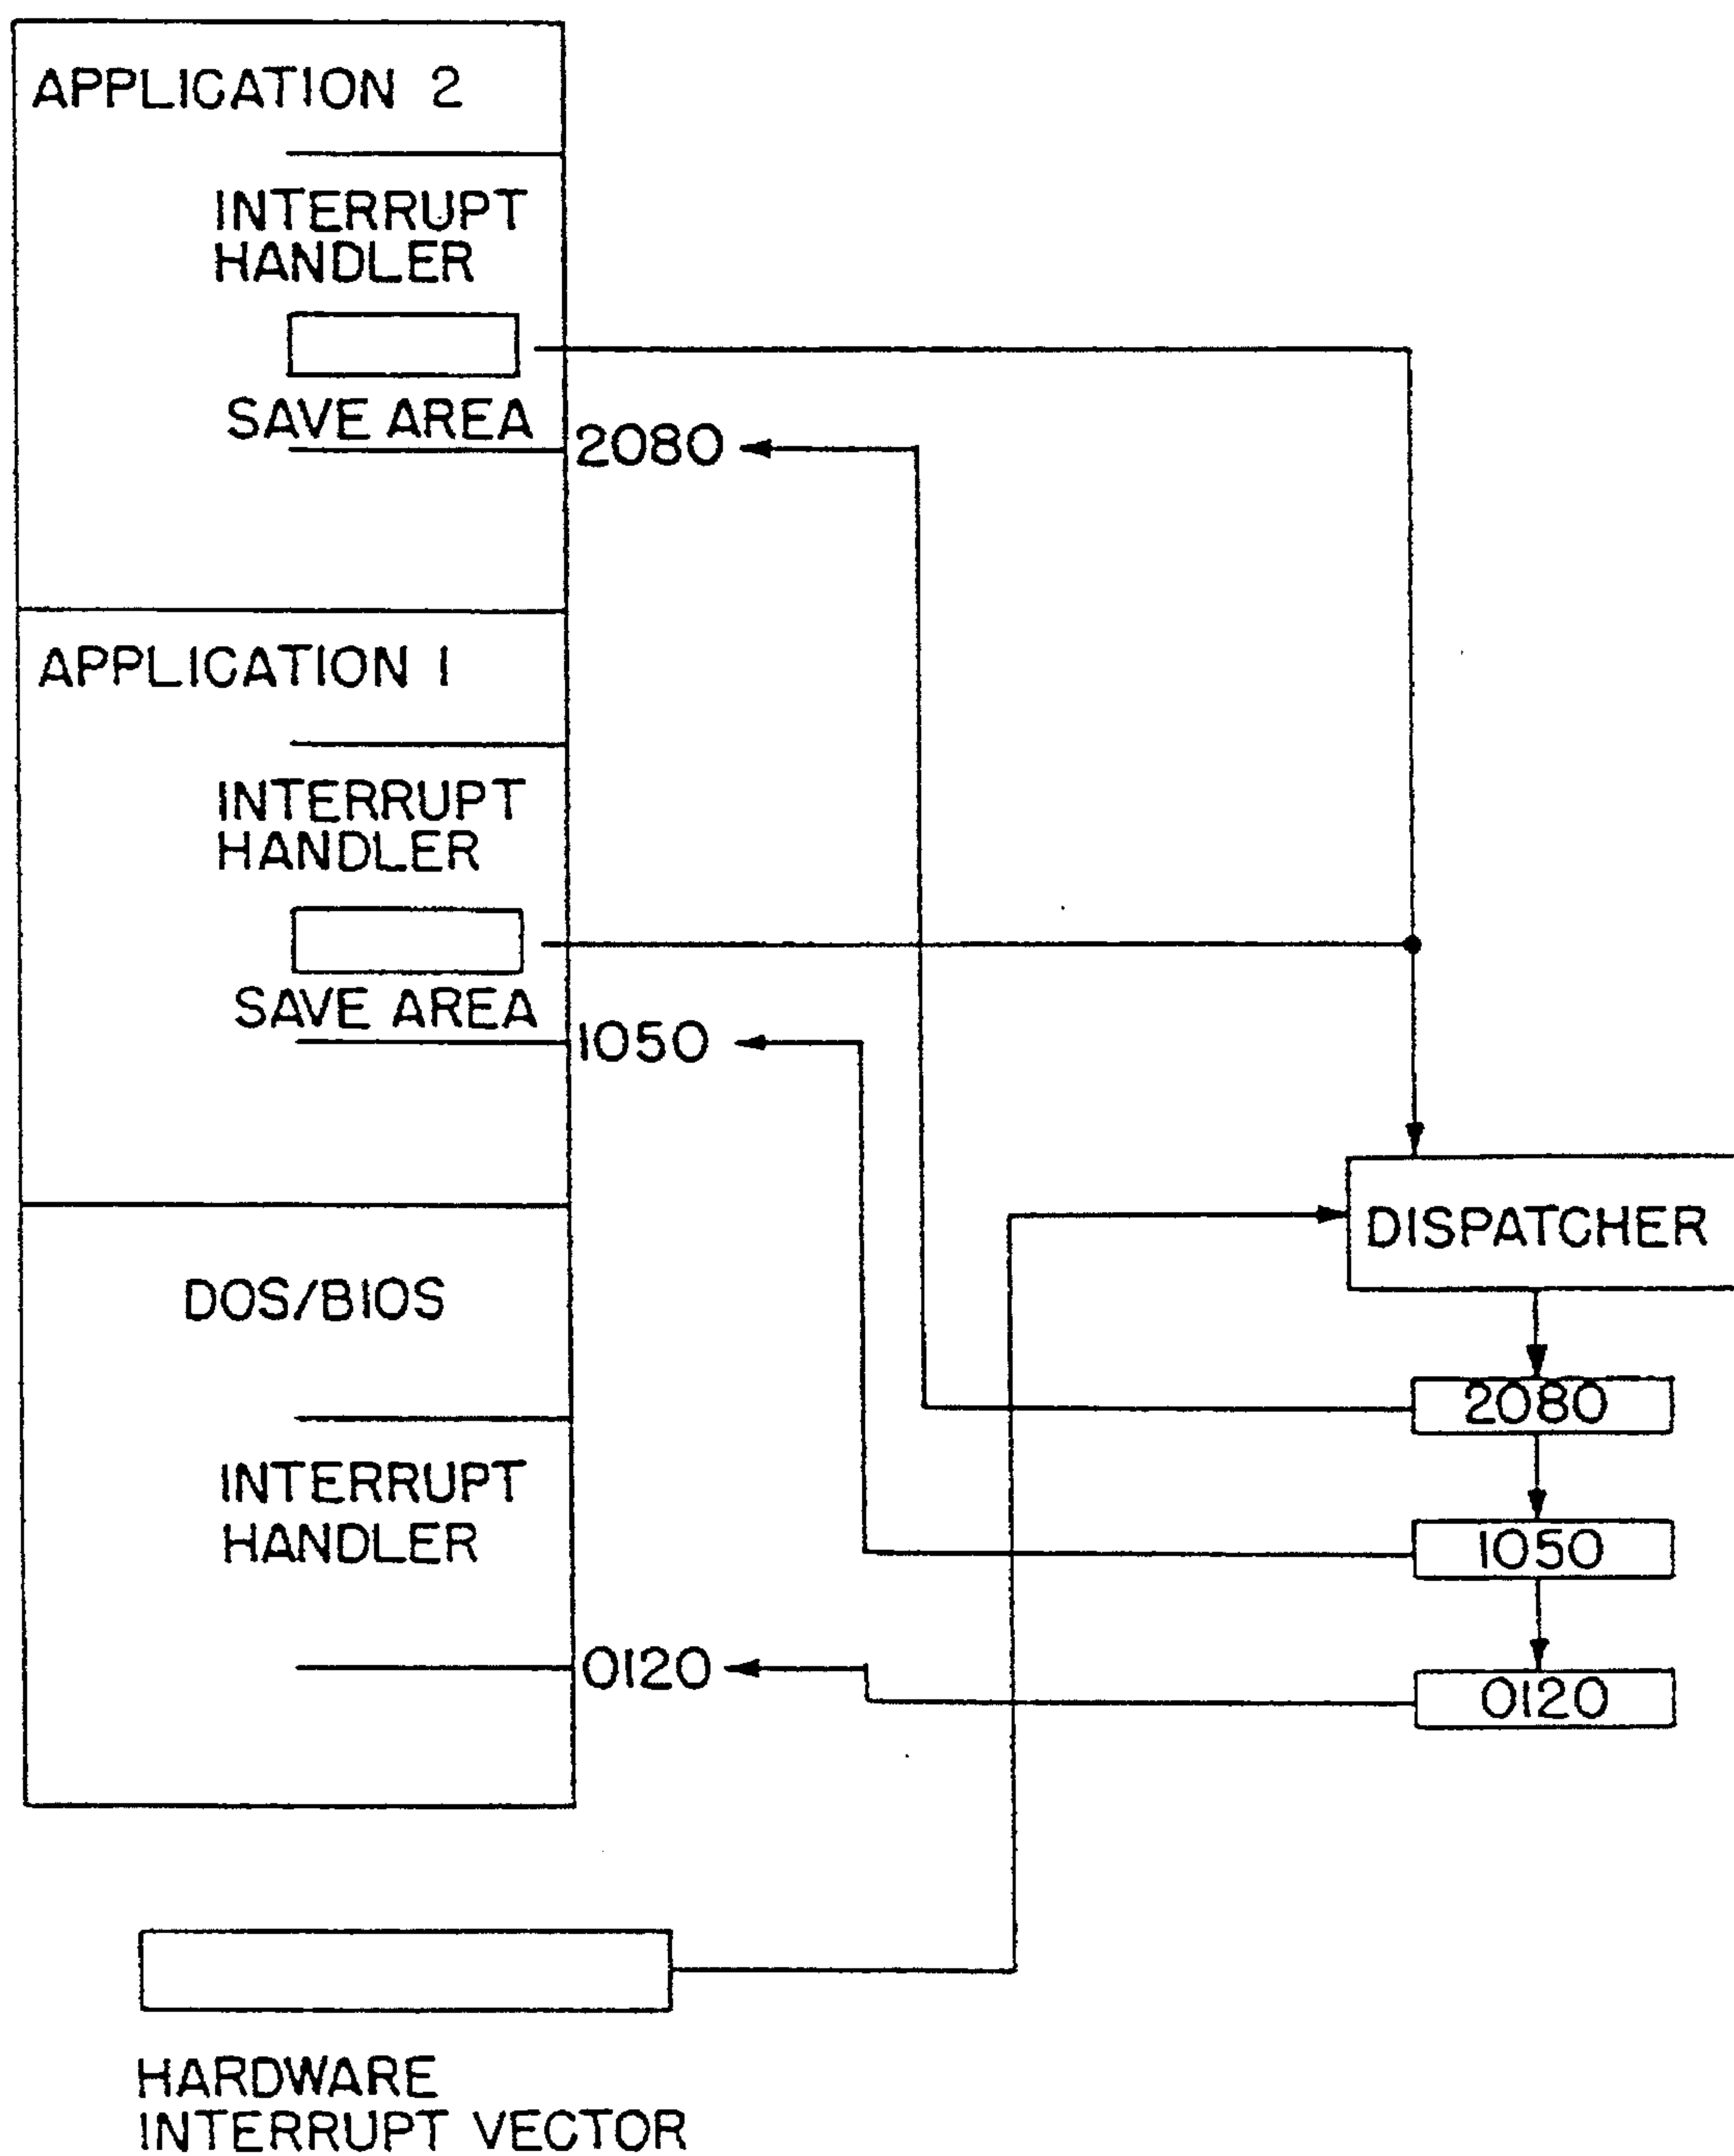 APPLICATION 2
INTERRUPT
HANDLER
SAVE AREA
2080
APPLICATION 1
INTERRUPT
HANDLER
SAVE AREA
1050
DOS/BIOS
INTERRUPT
HANDLER
0120
DISPATCHER
2080
1050
0120
HARDWARE
INTERRUPT VECTOR